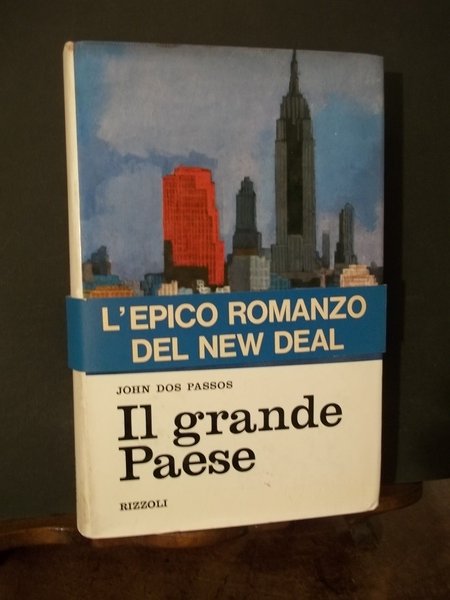 L'EPICO ROMANZO
DEL NEW DEAL
JOHN DOS PASSOS
Il grande
Paese
RIZZOLI